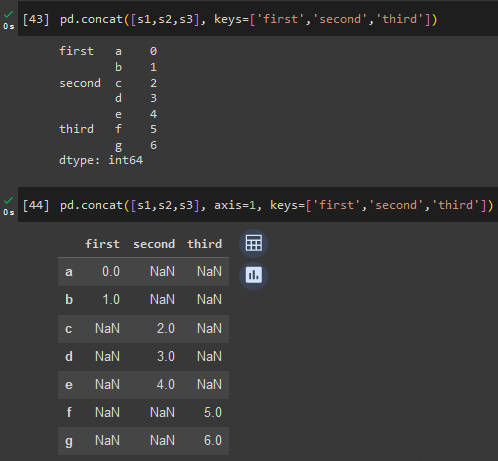 [43] pd.concat([s1,s2,s3], keys=['first','second','third'])
0s
first a 0
b 1
second c 2
d 3
e 4
third f 5
g 6
dtype: int64
[44] pd.concat([s1,s2,s3], axis=1, keys=['first','second','third'])
0s
first second third
a 0.0 NaN NaN
b 1.0 NaN NaN
c NaN 2.0 NaN
d NaN 3.0 NaN
e NaN 4.0 NaN
f NaN NaN 5.0
g NaN NaN 6.0